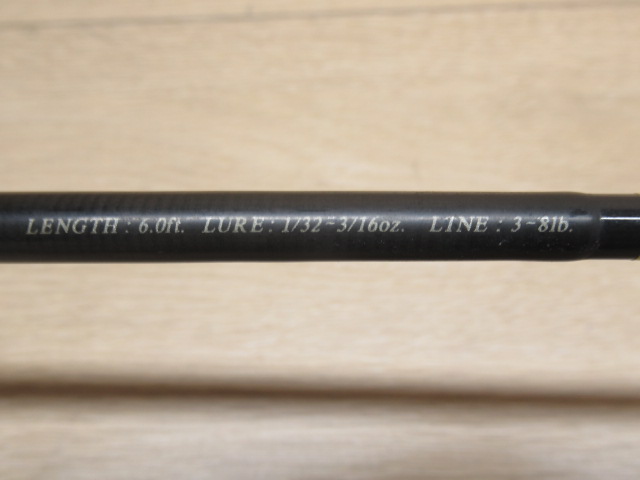 LENGTH : 6.0ft. LURE : 1/32~3/16oz. LINE : 3~8lb.